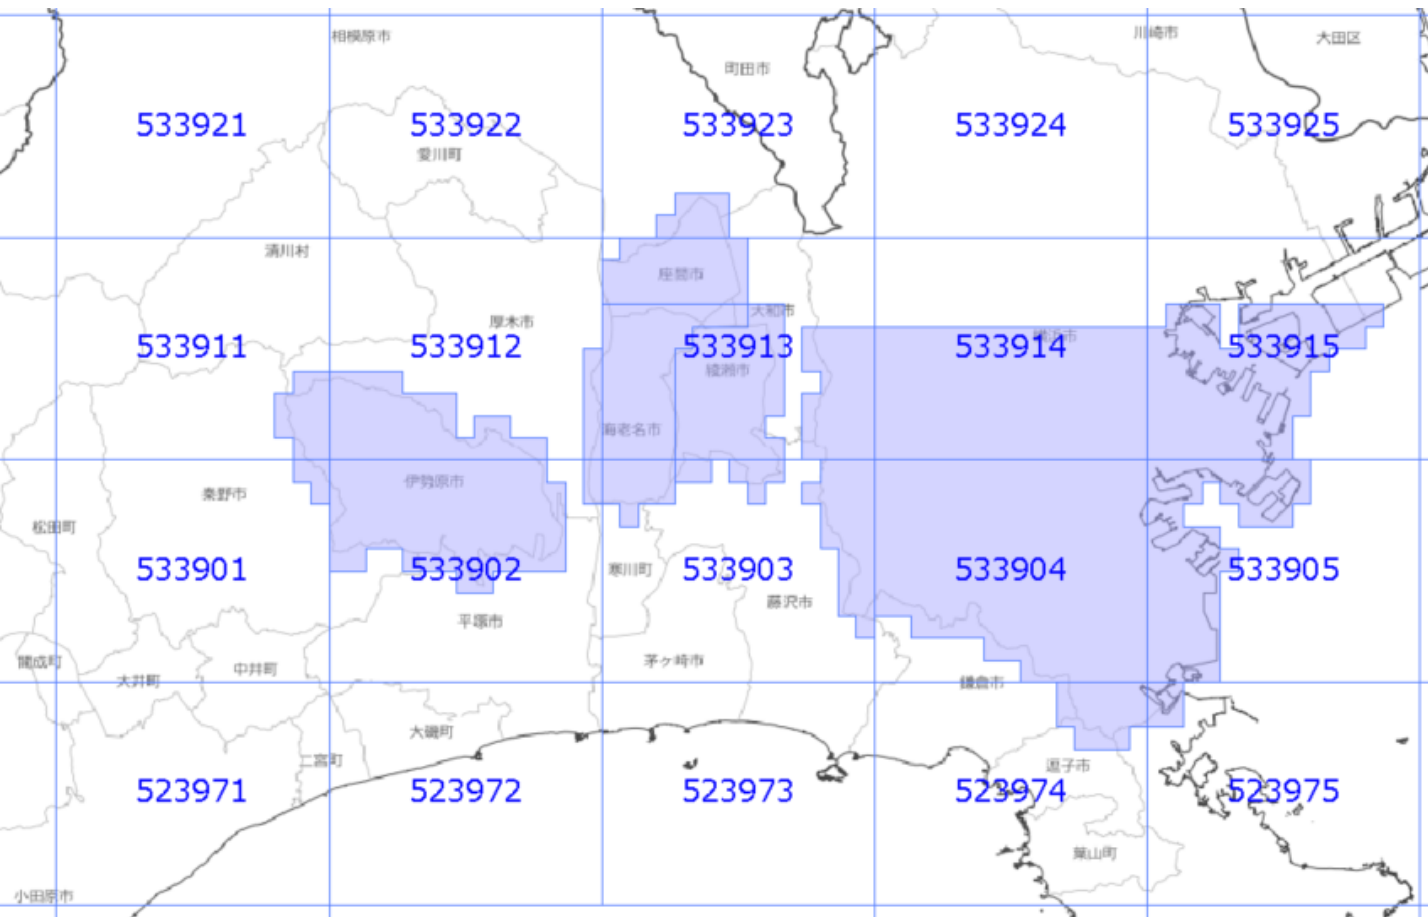 相模原市
川崎市
大田区
町田市
533921
533922
533923
533924
533925
愛川町
清川村
座間市
大和市
厚木市
横浜市
533911
533912
533913
533914
533915
綾瀬市
海老名市
伊勢原市
秦野市
松田町
533901
533902
533903
533904
533905
寒川町
藤沢市
平塚市
開成町
大井町
中井町
茅ヶ崎市
鎌倉市
大磯町
二宮町
逗子市
523971
523972
523973
523974
523975
葉山町
小田原市